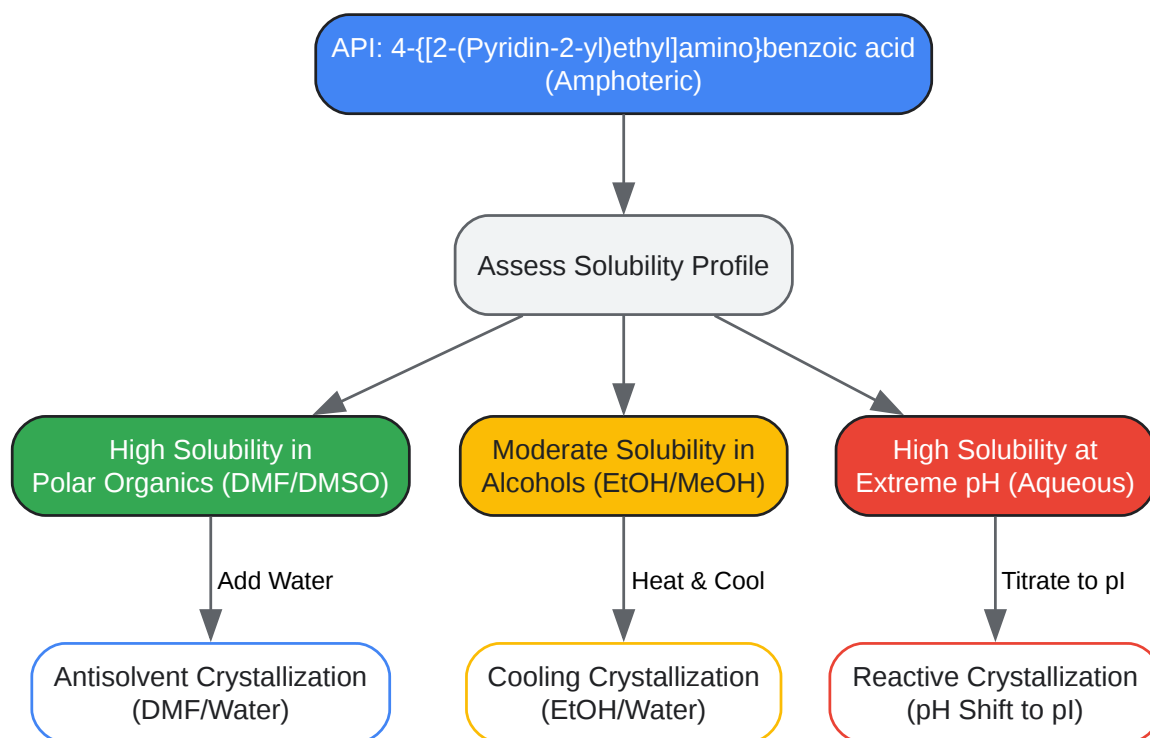 API: 4-{[2-(Pyridin-2-yl)ethyl]amino}benzoic acid
(Amphoteric)
Assess Solubility Profile
High Solubility in
Polar Organics (DMF/DMSO)
Moderate Solubility in
Alcohols (EtOH/MeOH)
High Solubility at
Extreme pH (Aqueous)
Add Water
Heat & Cool
Titrate to pI
Antisolvent Crystallization
(DMF/Water)
Cooling Crystallization
(EtOH/Water)
Reactive Crystallization
(pH Shift to pI)